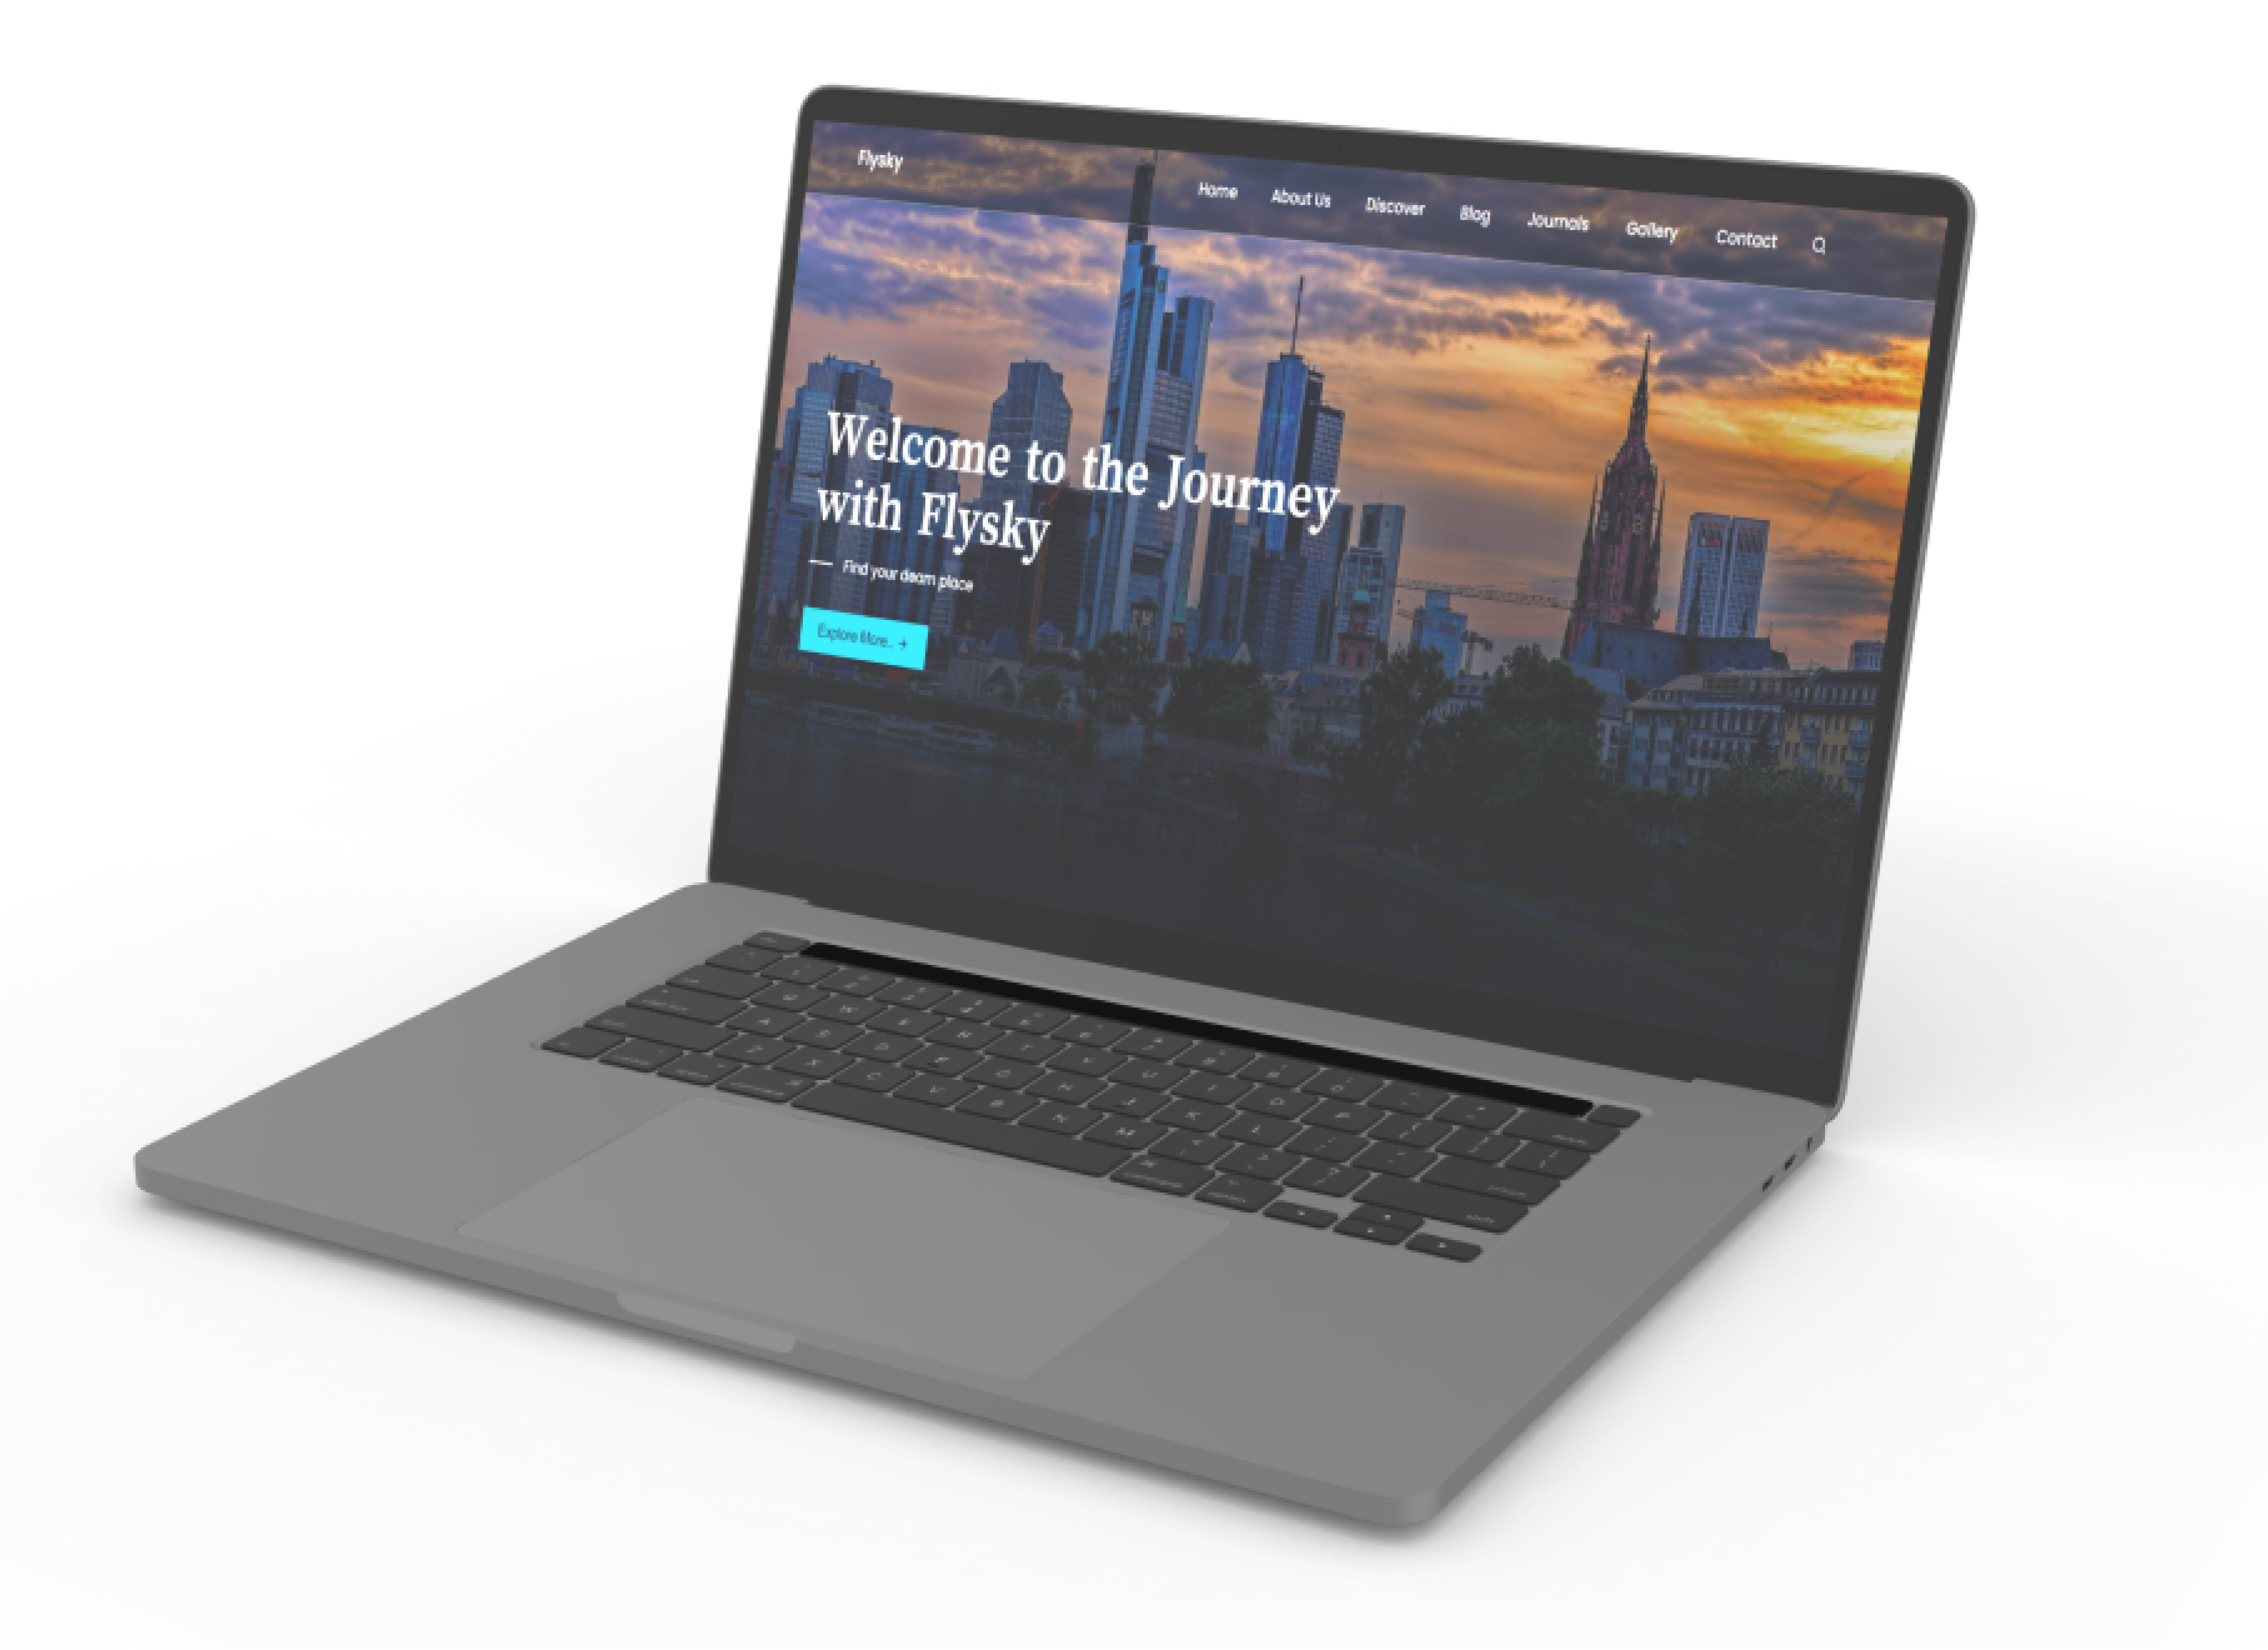 Flysky
Home About Us Discover Blog Journals Gallery Contact
Welcome to the Journey
with Flysky
Find your dearn place
Explore More.. →